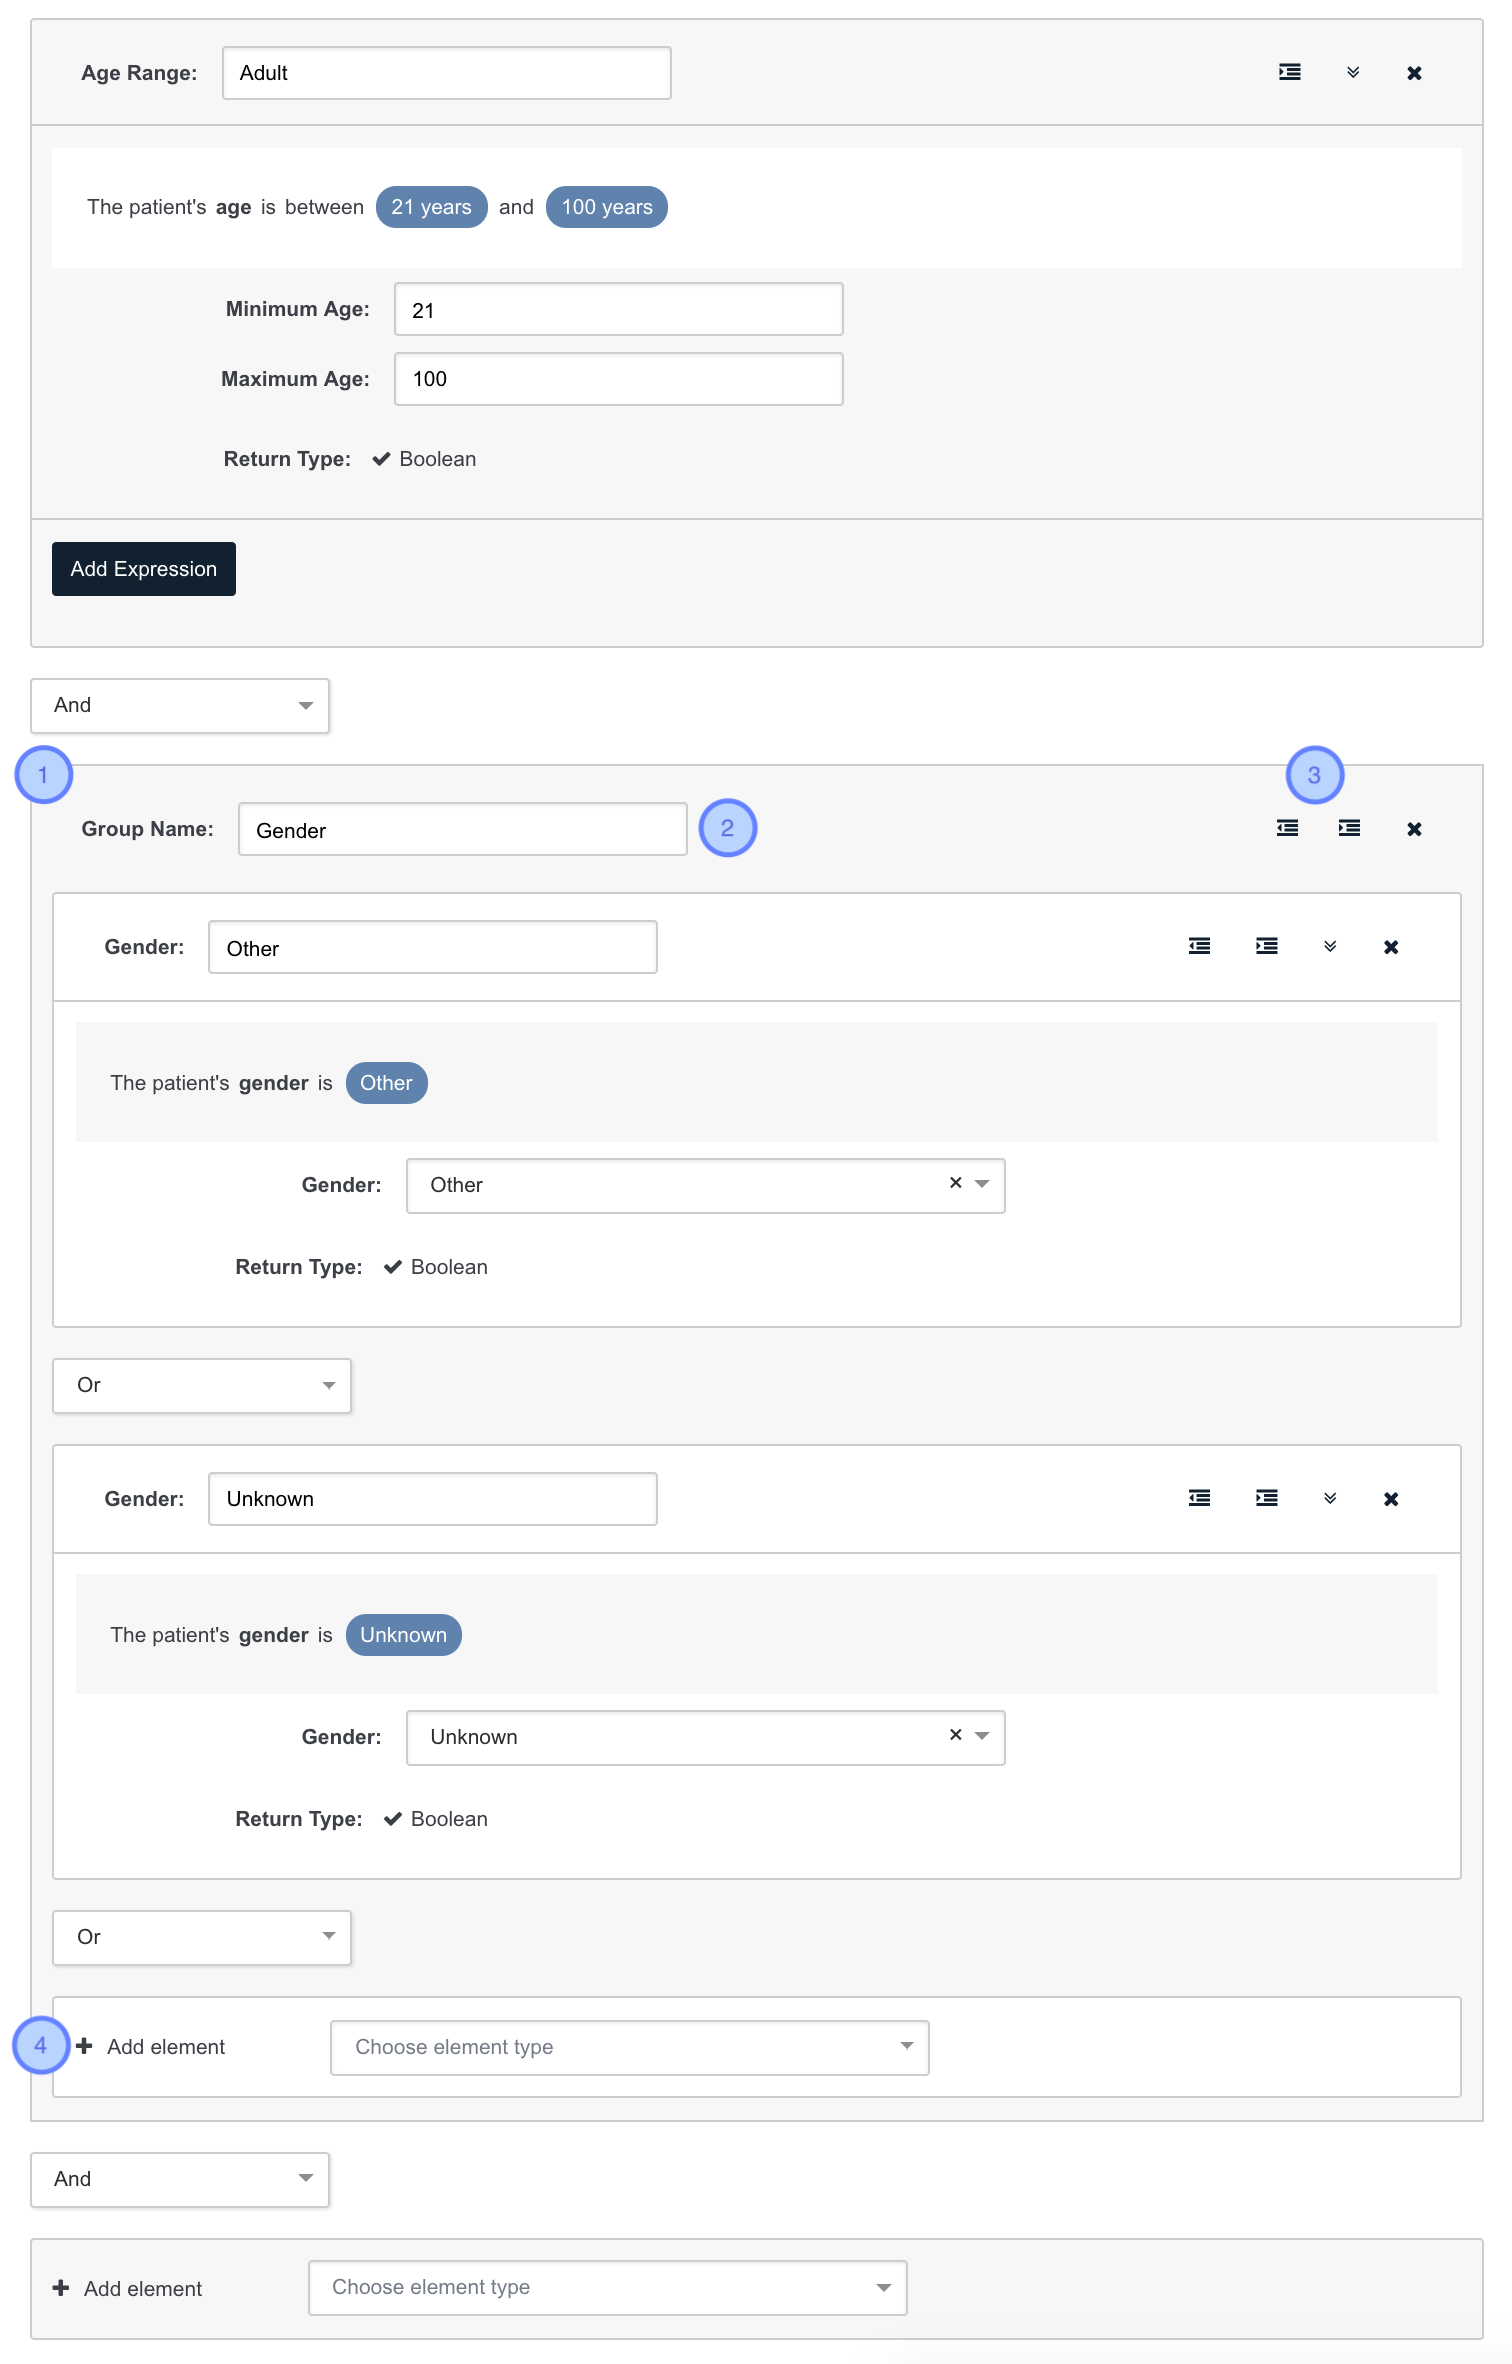 Age Range: Adult
The patient's age is between 21 years and 100 years
Minimum Age: 21
Maximum Age: 100
Return Type: Boolean
Add Expression
And
1
3
Group Name: Gender 2
Gender: Other
The patient's gender is Other
Gender: Other
Return Type: Boolean
Or
Gender: Unknown
The patient's gender is Unknown
Gender: Unknown
Return Type: Boolean
Or
4 Add element Choose element type
And
Add element Choose element type